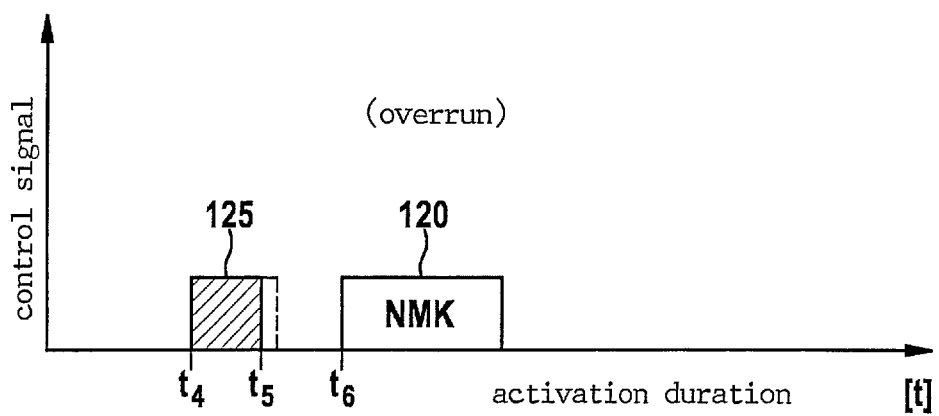 control signal
(overrun)
125
120
NMK
t4
t5
t6
activation duration
[t]